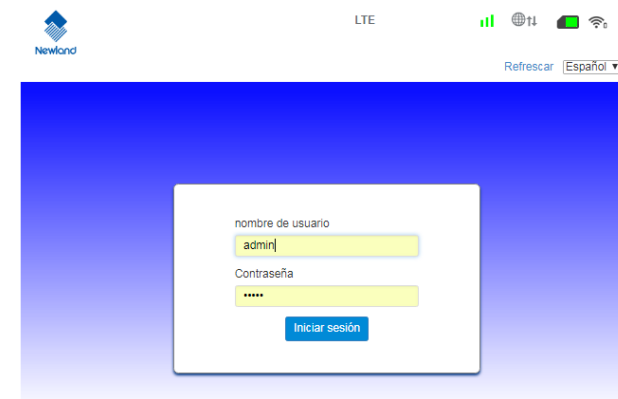 LTE
Newland
Refrescar Español
nombre de usuario
admin
Contraseña
•••••
Iniciar sesión